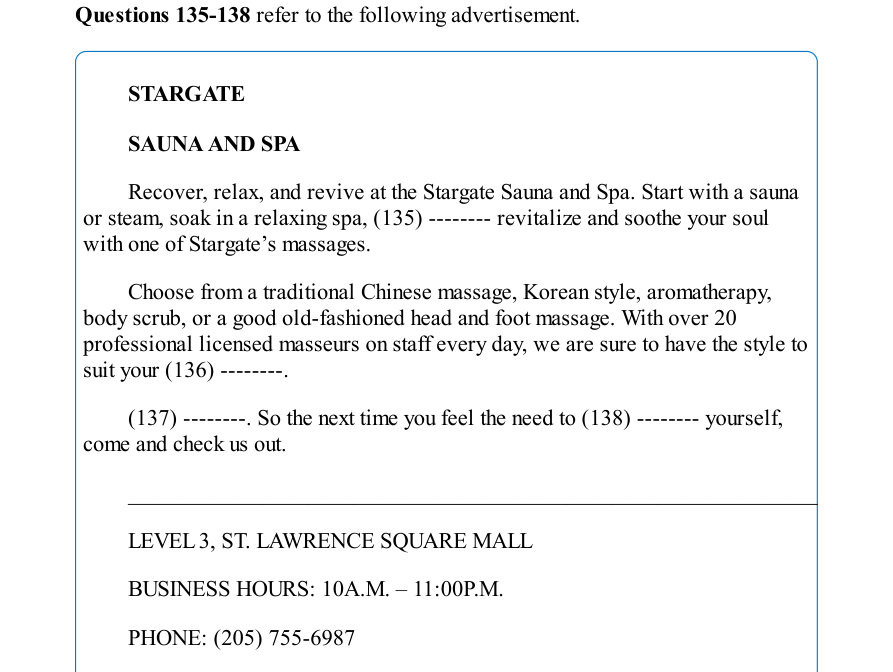 Questions 135-138 refer to the following advertisement.
STARGATE
SAUNA AND SPA
Recover, relax, and revive at the Stargate Sauna and Spa. Start with a sauna
or steam, soak in a relaxing spa, (135) -------- revitalize and soothe your soul
with one of Stargate’s massages.
Choose from a traditional Chinese massage, Korean style, aromatherapy,
body scrub, or a good old-fashioned head and foot massage. With over 20
professional licensed masseurs on staff every day, we are sure to have the style to
suit your (136) --------.
(137) --------. So the next time you feel the need to (138) -------- yourself,
come and check us out.
LEVEL 3, ST. LAWRENCE SQUARE MALL
BUSINESS HOURS: 10A.M. – 11:00P.M.
PHONE: (205) 755-6987